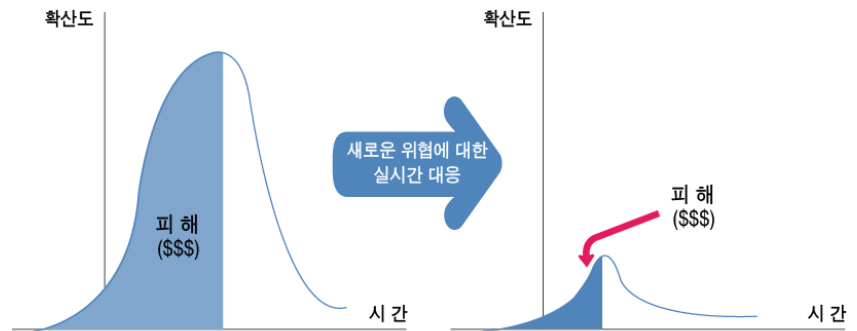 확산도
피 해
($$$)
시 간
새로운 위협에 대한
실시간 대응
확산도
피 해
($$$)
시 간